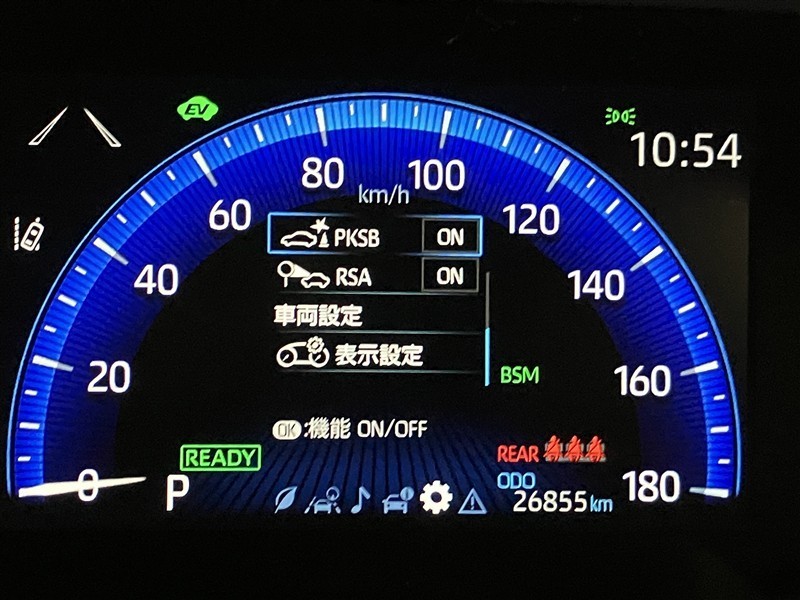 EV
10:54
80
100
km/h
60
120
PKSB ON
40
RSA ON
140
車両設定
表示設定
20
BSM
160
OK:機能 ON/OFF
READY
REAR
ODO
0
P
26855km
180